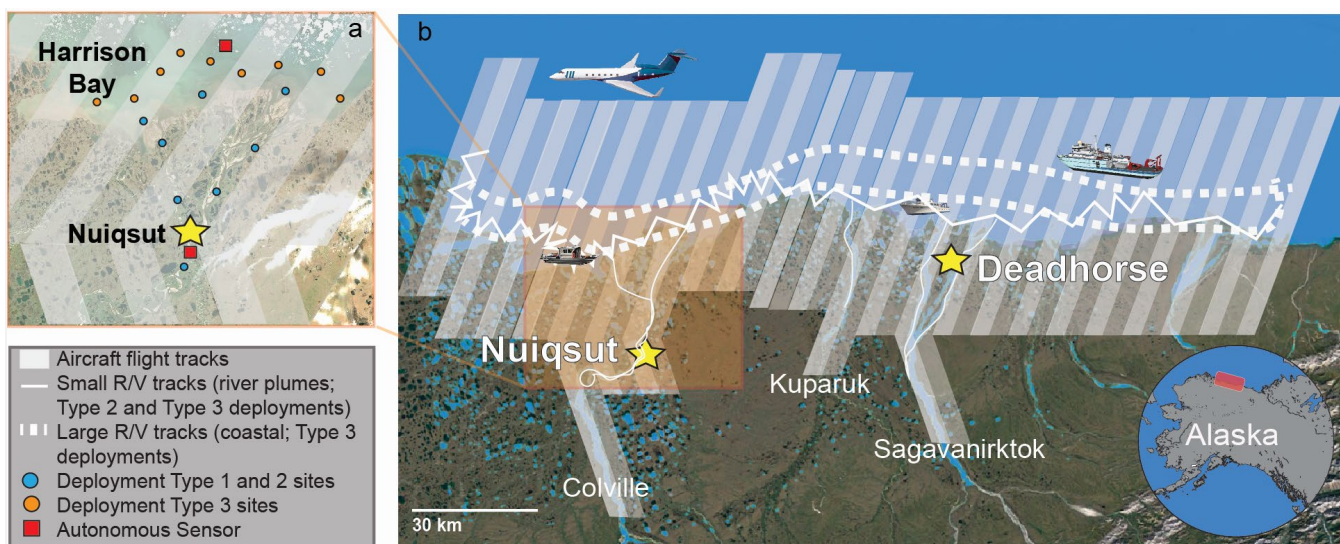 a
Harrison
Bay
Nuiqsut
Aircraft flight tracks
Small R/V tracks (river plumes;
Type 2 and Type 3 deployments)
Large R/V tracks (coastal; Type 3
deployments)
Deployment Type 1 and 2 sites
Deployment Type 3 sites
Autonomous Sensor
b
Deadhorse
Nuiqsut
Kuparuk
Sagavanirktok
Colville
30 km
Alaska